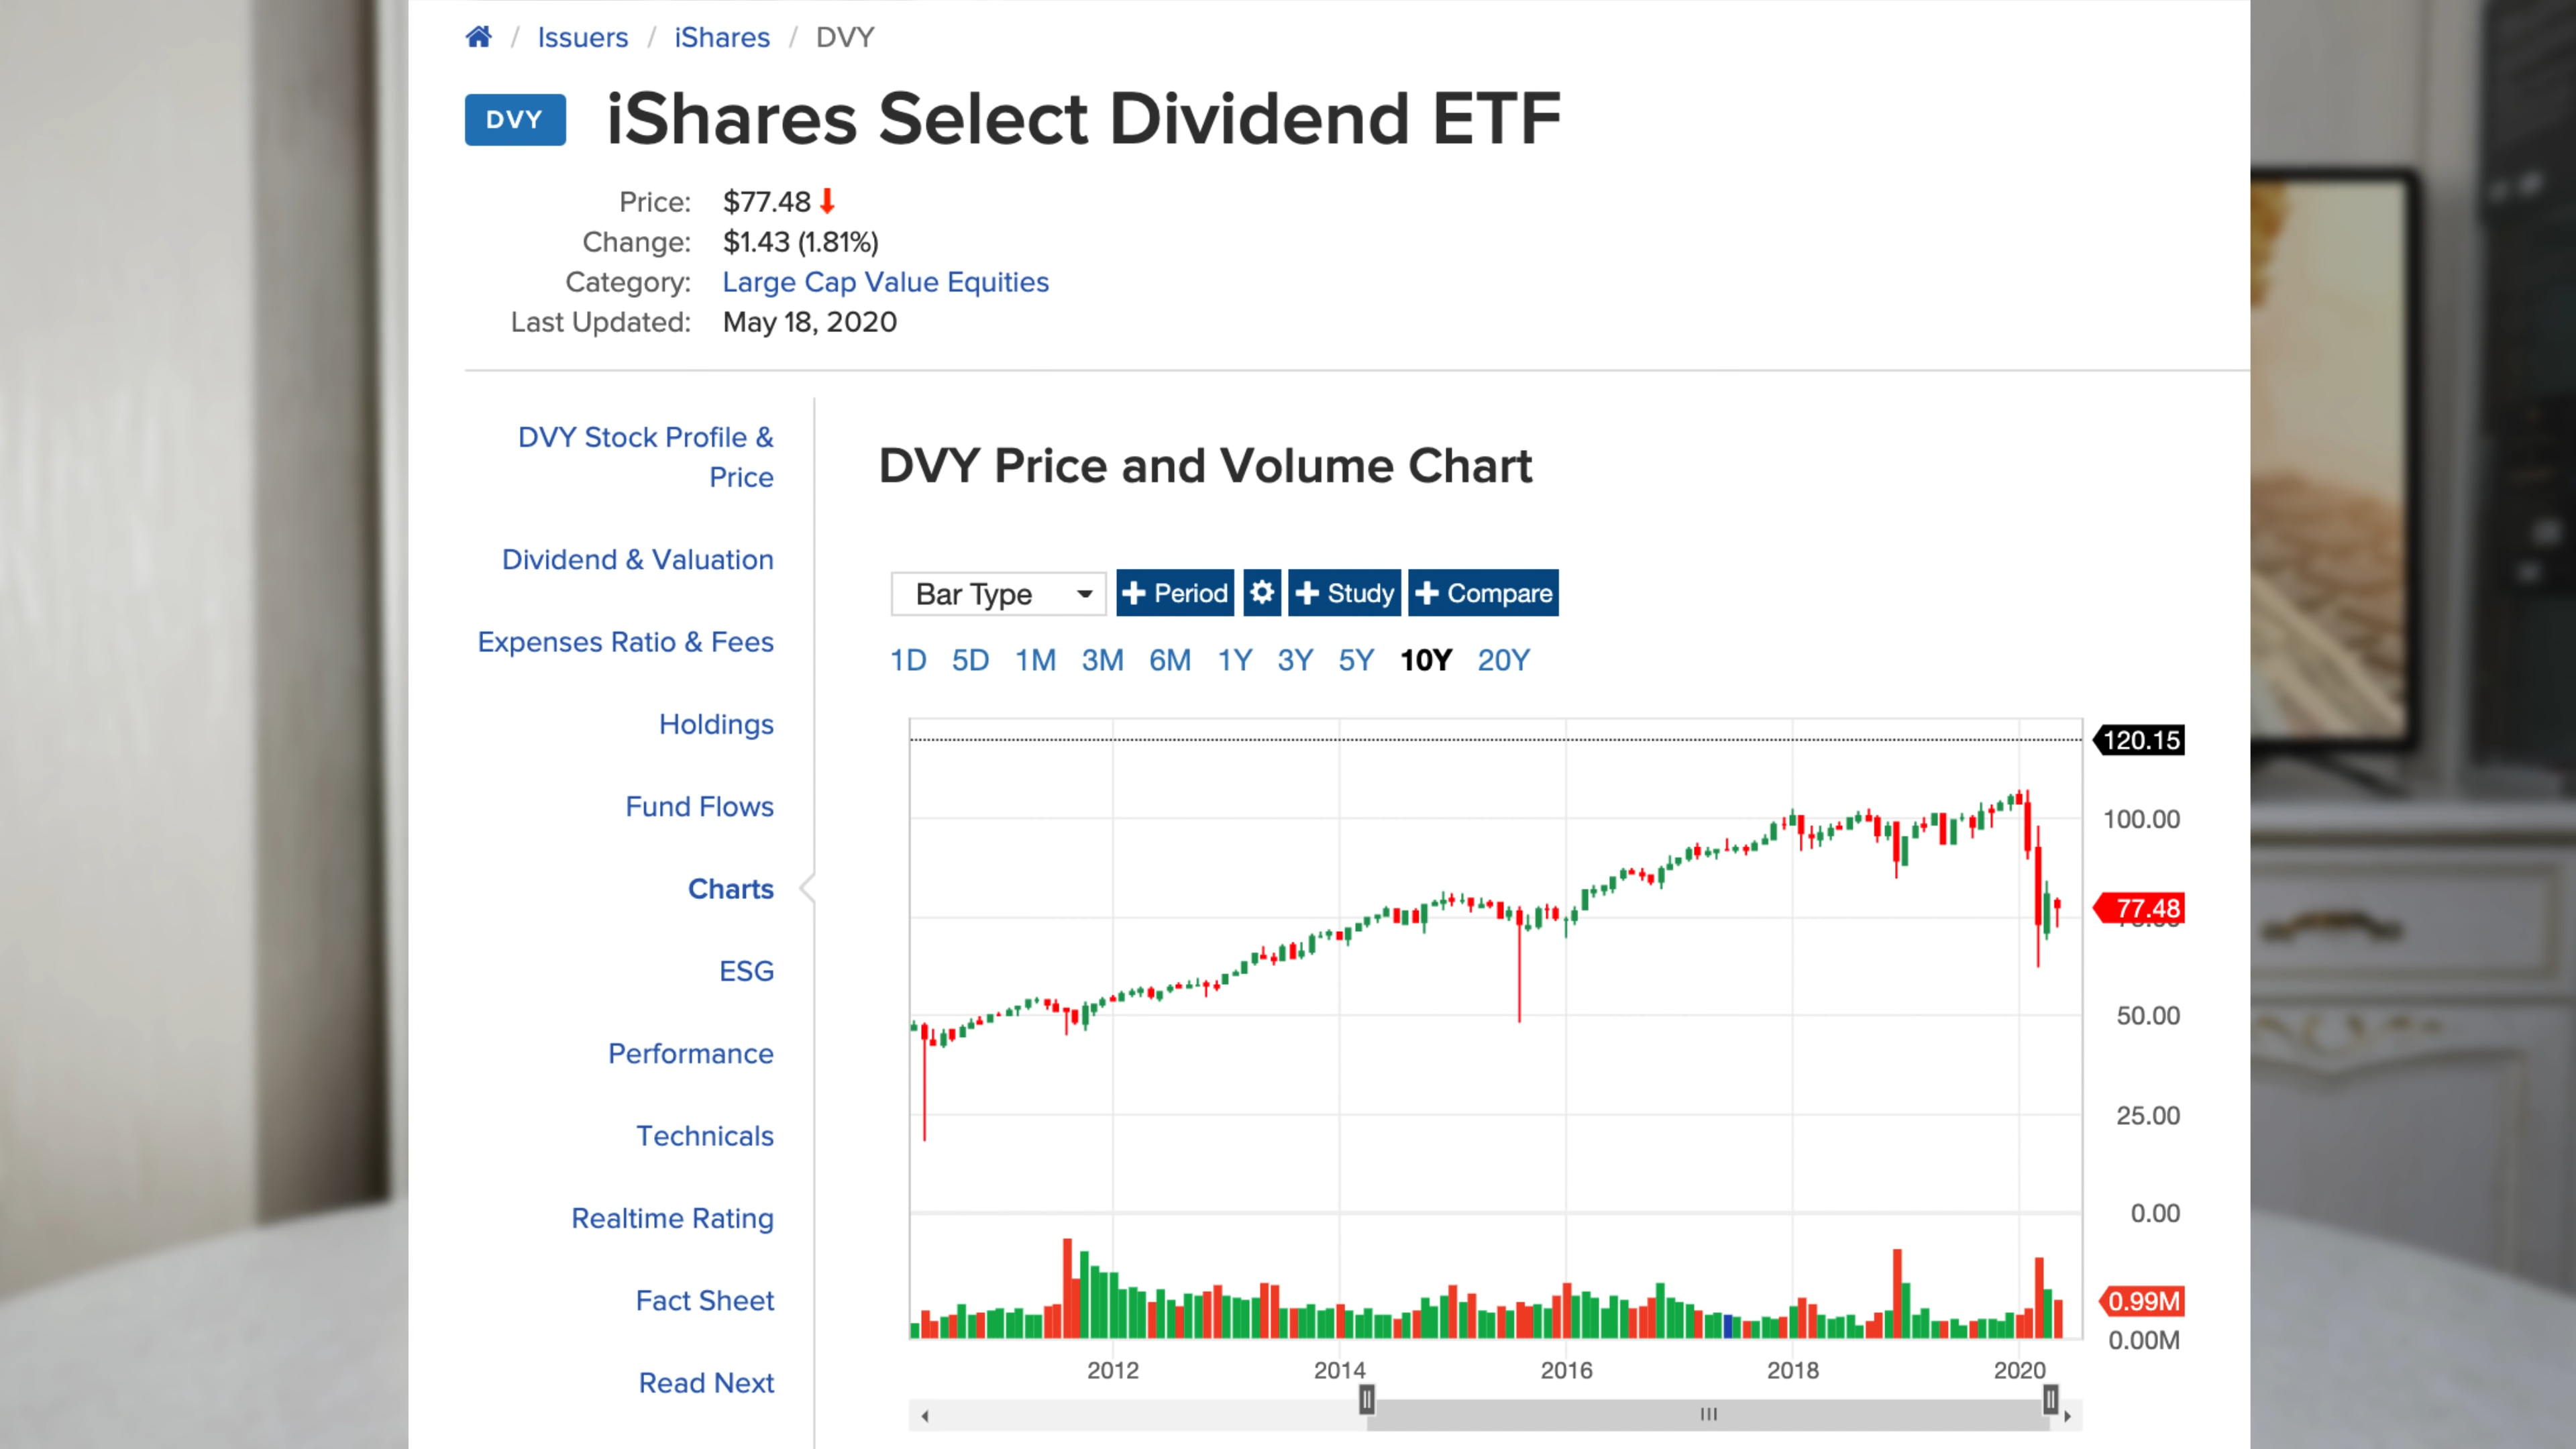 / Issuers / iShares / DVY
DVY iShares Select Dividend ETF
Price: $77.48
Change: $1.43 (1.81%)
Category: Large Cap Value Equities
Last Updated: May 18, 2020
DVY Stock Profile &
Price
Dividend & Valuation
Expenses Ratio & Fees
Holdings
Fund Flows
Charts
ESG
Performance
Technicals
Realtime Rating
Fact Sheet
Read Next
DVY Price and Volume Chart
Bar Type + Period + Study + Compare
1D 5D 1M 3M 6M 1Y 3Y 5Y 10Y 20Y
120.15
100.00
77.48
50.00
25.00
0.00
0.99M
0.00M
2012 2014 2016 2018 2020